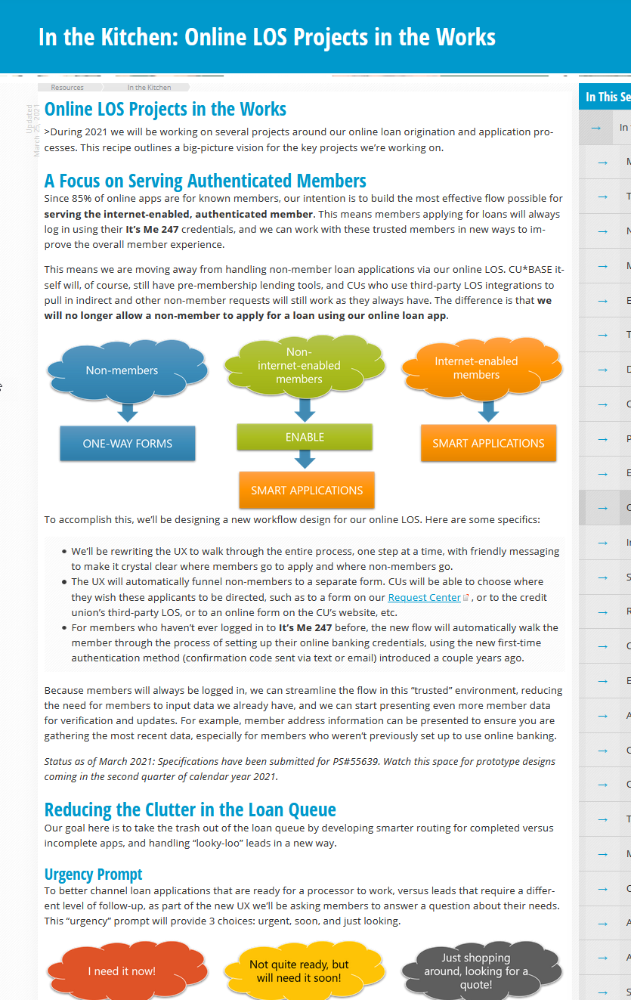 In the Kitchen: Online LOS Projects in the Works
Resources
In the Kitchen
Updated
March 25, 2021
Online LOS Projects in the Works
>During 2021 we will be working on several projects around our online loan origination and application pro-
cesses. This recipe outlines a big-picture vision for the key projects we’re working on.
A Focus on Serving Authenticated Members
Since 85% of online apps are for known members, our intention is to build the most effective flow possible for
serving the internet-enabled, authenticated member. This means members applying for loans will always
log in using their It’s Me 247 credentials, and we can work with these trusted members in new ways to im-
prove the overall member experience.
This means we are moving away from handling non-member loan applications via our online LOS. CU*BASE it-
self will, of course, still have pre-membership lending tools, and CUs who use third-party LOS integrations to
pull in indirect and other non-member requests will still work as they always have. The difference is that we
will no longer allow a non-member to apply for a loan using our online loan app.
Non-members
ONE-WAY FORMS
Non-
internet-enabled
members
ENABLE
SMART APPLICATIONS
Internet-enabled
members
SMART APPLICATIONS
To accomplish this, we’ll be designing a new workflow design for our online LOS. Here are some specifics:
• We’ll be rewriting the UX to walk through the entire process, one step at a time, with friendly messaging
to make it crystal clear where members go to apply and where non-members go.
• The UX will automatically funnel non-members to a separate form. CUs will be able to choose where
they wish these applicants to be directed, such as to a form on our Request Center , or to the credit
union’s third-party LOS, or to an online form on the CU’s website, etc.
• For members who haven’t ever logged in to It’s Me 247 before, the new flow will automatically walk the
member through the process of setting up their online banking credentials, using the new first-time
authentication method (confirmation code sent via text or email) introduced a couple years ago.
Because members will always be logged in, we can streamline the flow in this “trusted” environment, reducing
the need for members to input data we already have, and we can start presenting even more member data
for verification and updates. For example, member address information can be presented to ensure you are
gathering the most recent data, especially for members who weren’t previously set up to use online banking.
Status as of March 2021: Specifications have been submitted for PS#55639. Watch this space for prototype designs
coming in the second quarter of calendar year 2021.
Reducing the Clutter in the Loan Queue
Our goal here is to take the trash out of the loan queue by developing smarter routing for completed versus
incomplete apps, and handling “looky-loo” leads in a new way.
Urgency Prompt
To better channel loan applications that are ready for a processor to work, versus leads that require a differ-
ent level of follow-up, as part of the new UX we’ll be asking members to answer a question about their needs.
This “urgency” prompt will provide 3 choices: urgent, soon, and just looking.
I need it now!
Not quite ready, but
will need it soon!
Just shopping
around, looking for a
quote!
In This Se
In